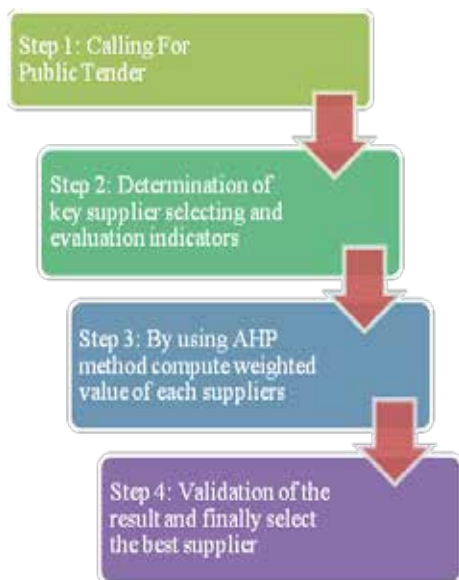 Step 1: Calling For
Public Tender
Step 2: Determination of
key supplier selecting and
evaluation indicators
Step 3: By using AHP
method compute weighted
value of each suppliers
Step 4: Validation of the
result and finally select
the best supplier